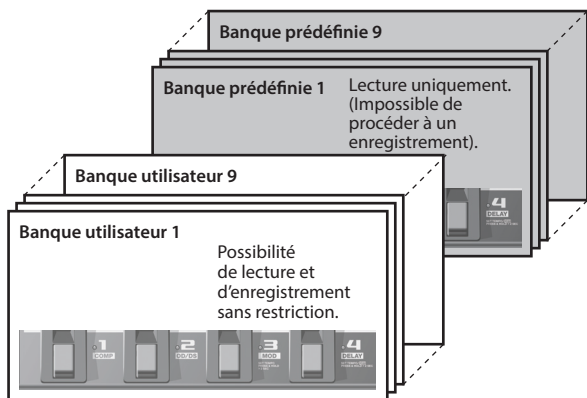 Banque prédéfinie 9
Banque prédéfinie 1
Lecture uniquement.
(Impossible de
procéder à un
enregistrement).
4
DELAY
Banque utilisateur 9
Banque utilisateur 1
Possibilité
de lecture et
d’enregistrement
sans restriction.
1
COMP
2
OD/DS
3
MOD
4
DELAY